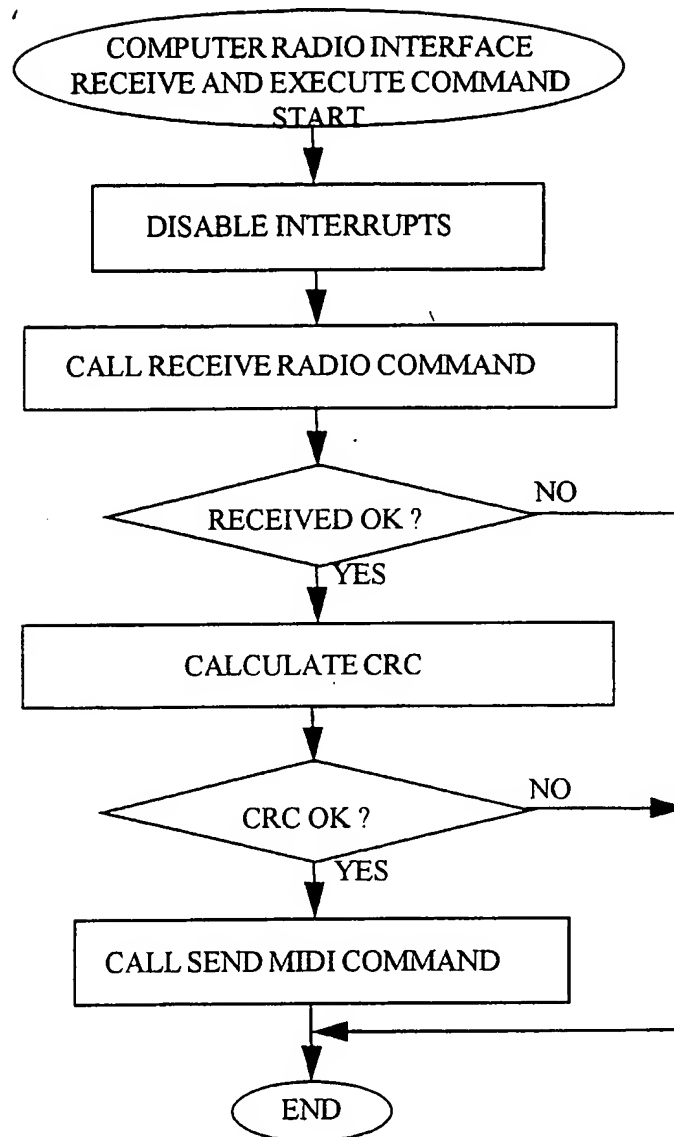 COMPUTER RADIO INTERFACE
RECEIVE AND EXECUTE COMMAND
START
DISABLE INTERRUPTS
CALL RECEIVE RADIO COMMAND
RECEIVED OK ?
NO
YES
CALCULATE CRC
CRC OK ?
NO
YES
CALL SEND MIDI COMMAND
END